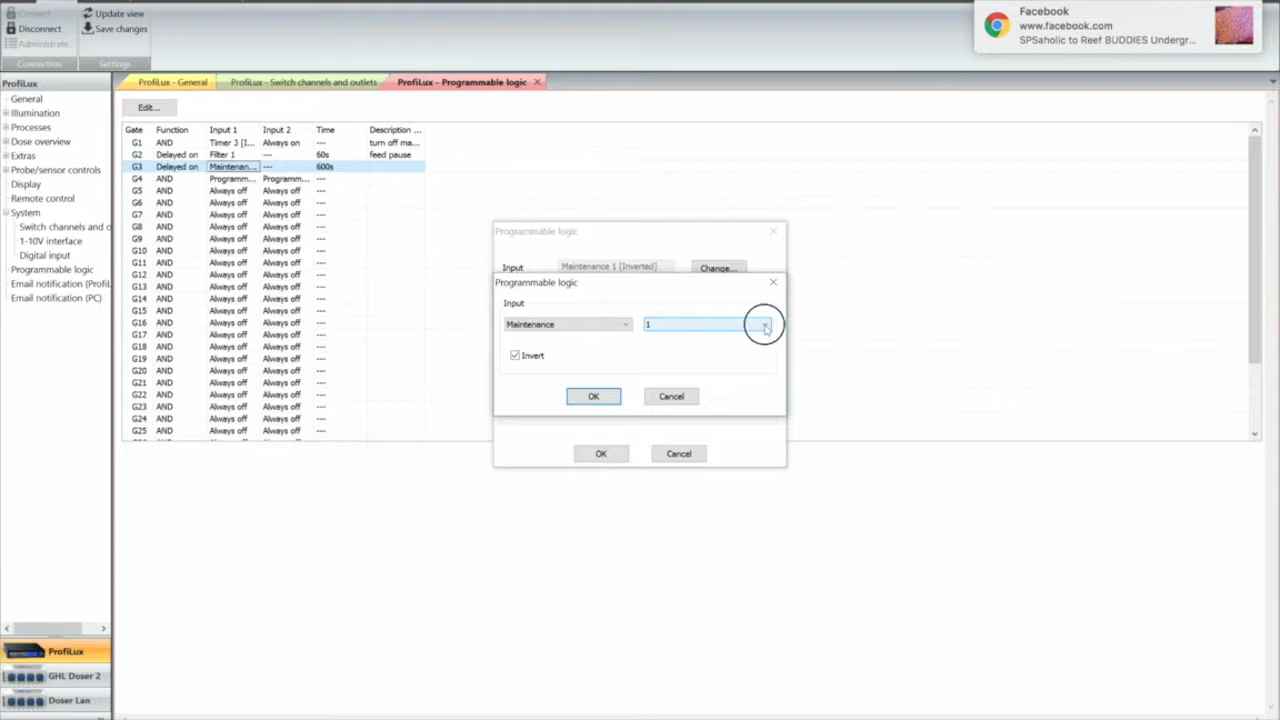 Connect
Disconnect
Administrate...
Connection
Update view
Save changes
Settings
Facebook
www.facebook.com
SPSaholic to Reef BUDDIES Undergr...
ProfiLux
General
Illumination
Processes
Dose overview
Extras
Probe/sensor controls
Display
Remote control
System
Switch channels and o
1-10V interface
Digital input
Programmable logic
Email notification (Profil
Email notification (PC)
ProfiLux
GHL Doser 2
Doser Lan
ProfiLux - General
ProfiLux - Switch channels and outlets
ProfiLux - Programmable logic
Edit...
Gate Function Input 1 Input 2 Time Description ...
G1 AND Timer 3 [I... Always on --- turn off ma...
G2 Delayed on Filter 1 --- 60s feed pause
G3 Delayed on Maintenan... --- 600s
G4 AND Programm... Programm... ---
G5 AND Always off Always off ---
G6 AND Always off Always off ---
G7 AND Always off Always off ---
G8 AND Always off Always off ---
G9 AND Always off Always off ---
G10 AND Always off Always off ---
G11 AND Always off Always off ---
G12 AND Always off Always off ---
G13 AND Always off Always off ---
G14 AND Always off Always off ---
G15 AND Always off Always off ---
G16 AND Always off Always off ---
G17 AND Always off Always off ---
G18 AND Always off Always off ---
G19 AND Always off Always off ---
G20 AND Always off Always off ---
G21 AND Always off Always off ---
G22 AND Always off Always off ---
G23 AND Always off Always off ---
G24 AND Always off Always off ---
G25 AND Always off Always off ---
Programmable logic
Input Maintenance 1 [Inverted] Change...
Programmable logic
Input
Maintenance 1
Invert
OK Cancel
OK Cancel